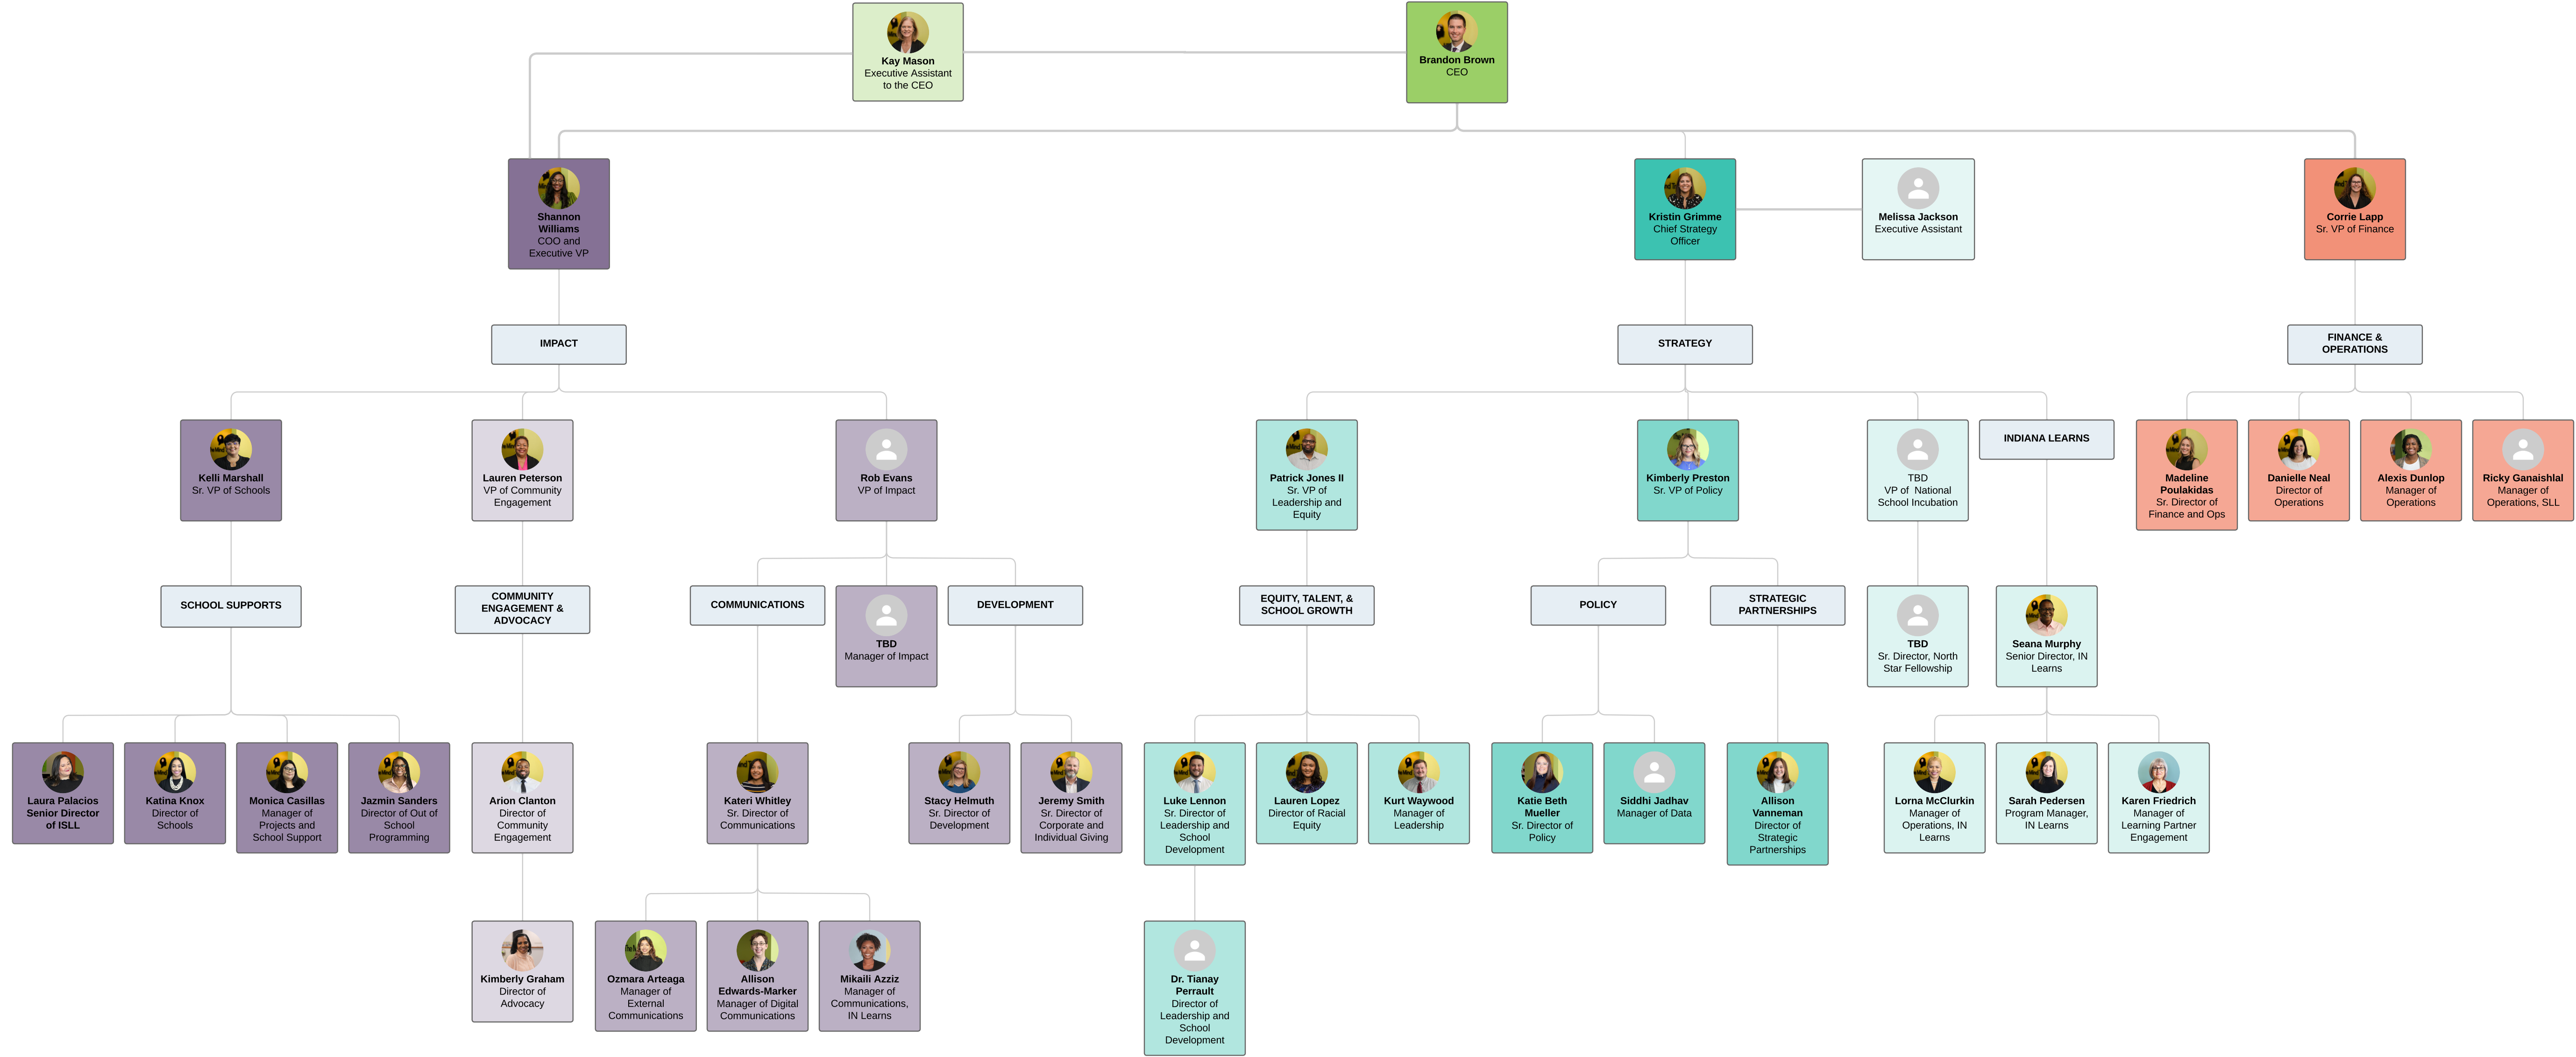 Kay Mason
Executive Assistant
to the CEO
Brandon Brown
CEO
Shannon
Williams
COO and
Executive VP
Kristin Grimme
Chief Strategy
Officer
Melissa Jackson
Executive Assistant
Corrie Lapp
Sr. VP of Finance
IMPACT
STRATEGY
FINANCE &
OPERATIONS
Kelli Marshall
Sr. VP of Schools
Lauren Peterson
VP of Community
Engagement
Rob Evans
VP of Impact
Patrick Jones II
Sr. VP of
Leadership and
Equity
Kimberly Preston
Sr. VP of Policy
TBD
VP of National
School Incubation
INDIANA LEARNS
Madeline
Poulakidas
Sr. Director of
Finance and Ops
Danielle Neal
Director of
Operations
Alexis Dunlop
Manager of
Operations
Ricky Ganaishlal
Manager of
Operations, SLL
SCHOOL SUPPORTS
COMMUNITY
ENGAGEMENT &
ADVOCACY
COMMUNICATIONS
TBD
Manager of Impact
DEVELOPMENT
EQUITY, TALENT, &
SCHOOL GROWTH
POLICY
STRATEGIC
PARTNERSHIPS
TBD
Sr. Director, North
Star Fellowship
Seana Murphy
Senior Director, IN
Learns
Laura Palacios
Senior Director
of ISLL
Katina Knox
Director of
Schools
Monica Casillas
Manager of
Projects and
School Support
Jazmin Sanders
Director of Out of
School
Programming
Arion Clanton
Director of
Community
Engagement
Kateri Whitley
Sr. Director of
Communications
Stacy Helmuth
Sr. Director of
Development
Jeremy Smith
Sr. Director of
Corporate and
Individual Giving
Luke Lennon
Sr. Director of
Leadership and
School
Development
Lauren Lopez
Director of Racial
Equity
Kurt Waywood
Manager of
Leadership
Katie Beth
Mueller
Sr. Director of
Policy
Siddhi Jadhav
Manager of Data
Allison
Vanneman
Director of
Strategic
Partnerships
Lorna McClurkin
Manager of
Operations, IN
Learns
Sarah Pedersen
Program Manager,
IN Learns
Karen Friedrich
Manager of
Learning Partner
Engagement
Kimberly Graham
Director of
Advocacy
Ozmara Arteaga
Manager of
External
Communications
Allison
Edwards-Marker
Manager of Digital
Communications
Mikaili Azziz
Manager of
Communications,
IN Learns
Dr. Tianay
Perrault
Director of
Leadership and
School
Development